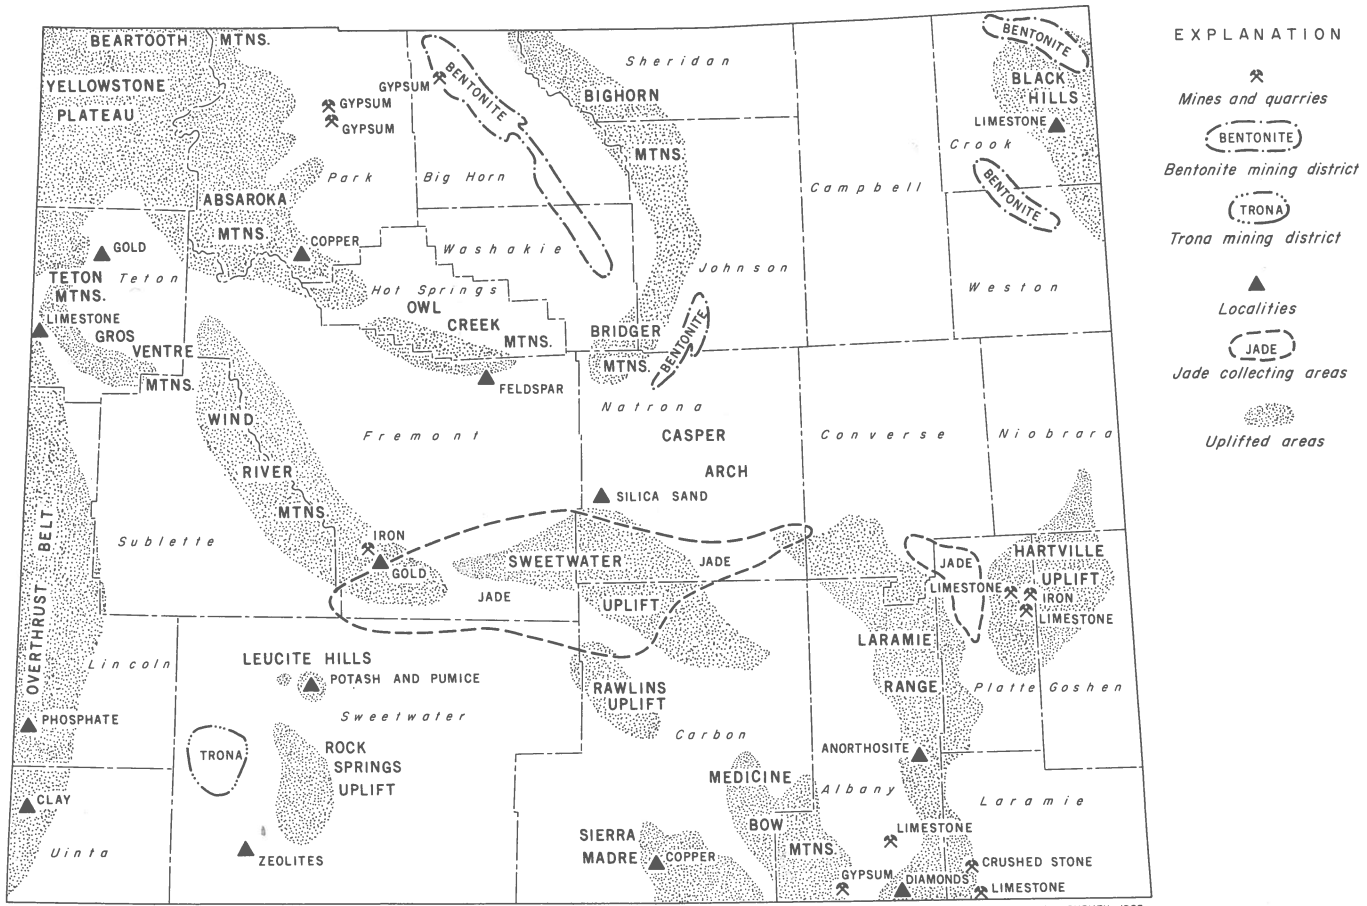 BEARTOOTH MTNS.
YELLOWSTONE
PLATEAU
GYPSUM
GYPSUM
GYPSUM
BENTONITE
Sheridan
BIGHORN
MTNS.
BENTONITE
BLACK
HILLS
LIMESTONE
Crook
Park
Big Horn
Campbell
BENTONITE
ABSAROKA
MTNS.
COPPER
GOLD
TETON
MTNS.
Teton
Washakie
Johnson
Hot Springs
Weston
LIMESTONE
GROS
VENTRE
MTNS.
OWL
CREEK
MTNS.
BRIDGER
MTNS.
BENTONITE
FELDSPAR
Natrona
WIND
RIVER
MTNS.
Fremont
CASPER
ARCH
Converse
Niobrara
SILICA SAND
OVERTHRUST BELT
Sublette
IRON
GOLD
JADE
SWEETWATER
UPLIFT
JADE
JADE
HARTVILLE
UPLIFT
LIMESTONE
IRON
LIMESTONE
LARAMIE
RANGE
Platte
Goshen
Lincoln
LEUCITE HILLS
POTASH AND PUMICE
RAWLINS
UPLIFT
Sweetwater
PHOSPHATE
TRONA
ROCK
SPRINGS
UPLIFT
Carbon
ANORTHOSITE
MEDICINE
BOW
MTNS.
Albany
Laramie
CLAY
Uinta
ZEOLITES
SIERRA
MADRE
COPPER
LIMESTONE
GYPSUM
DIAMONDS
CRUSHED STONE
LIMESTONE
EXPLANATION
Mines and quarries
BENTONITE
Bentonite mining district
TRONA
Trona mining district
Localities
JADE
Jade collecting areas
Uplifted areas